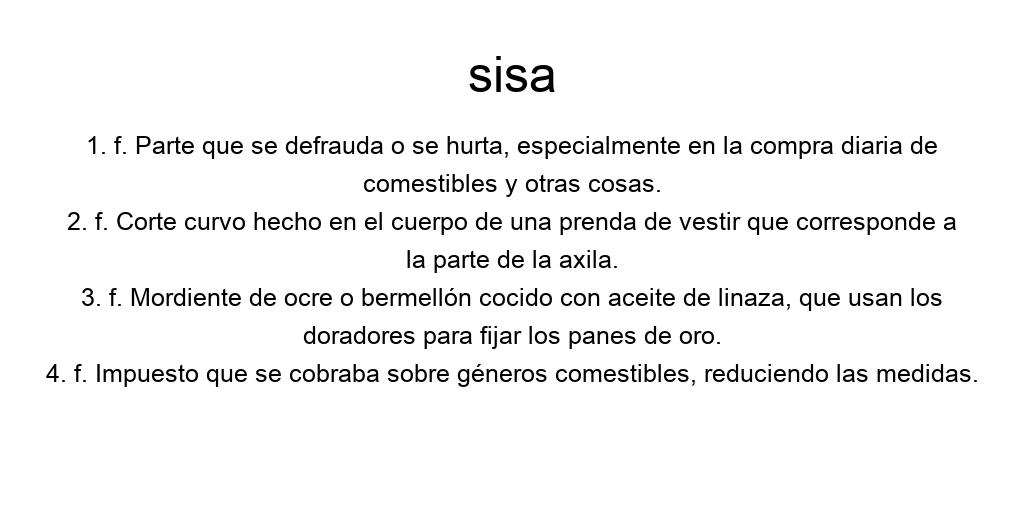 sisa
1. f. Parte que se defrauda o se hurta, especialmente en la compra diaria de
comestibles y otras cosas.
2. f. Corte curvo hecho en el cuerpo de una prenda de vestir que corresponde a
la parte de la axila.
3. f. Mordiente de ocre o bermellón cocido con aceite de linaza, que usan los
doradores para fijar los panes de oro.
4. f. Impuesto que se cobraba sobre géneros comestibles, reduciendo las medidas.